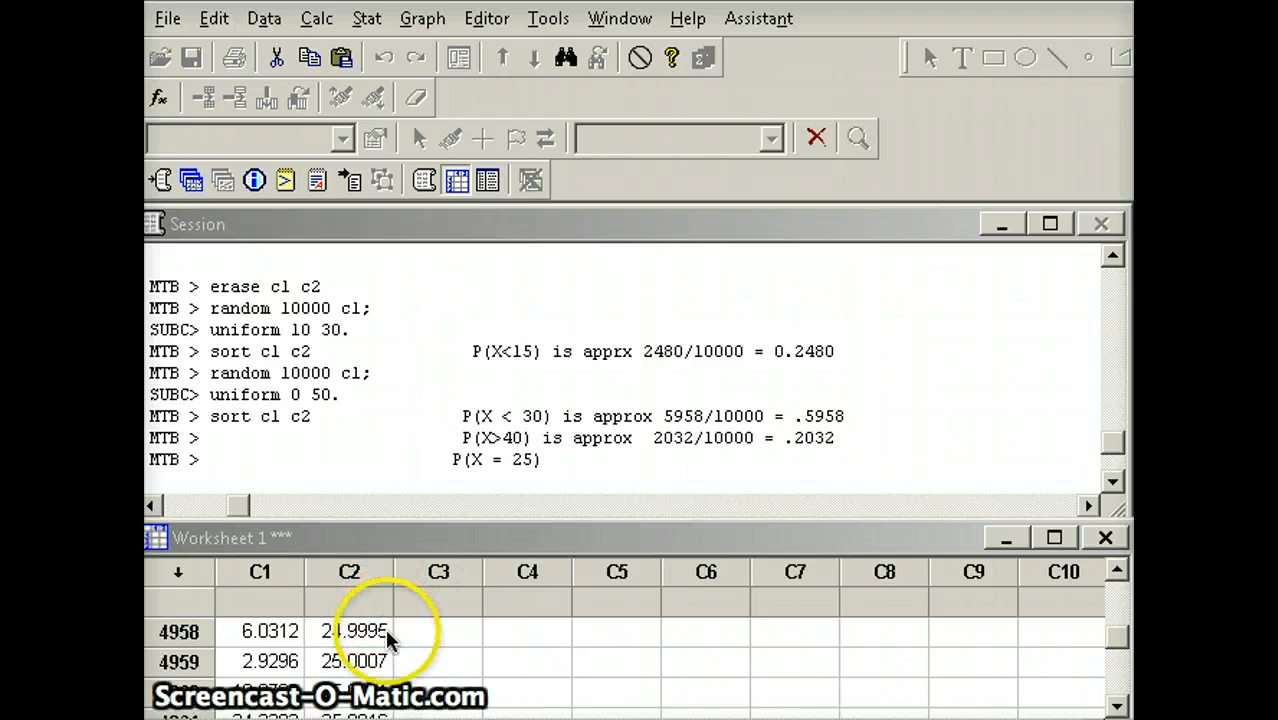 File Edit Data Calc Stat Graph Editor Tools Window Help Assistant
Session
MTB > erase c1 c2
MTB > random 10000 c1;
SUBC> uniform 10 30.
MTB > sort c1 c2 P(X<15) is apprx 2480/10000 = 0.2480
MTB > random 10000 c1;
SUBC> uniform 0 50.
MTB > sort c1 c2 P(X < 30) is approx 5958/10000 = .5958
MTB > P(X>40) is approx 2032/10000 = .2032
MTB > P(X = 25)
Worksheet 1 ***
C1 C2 C3 C4 C5 C6 C7 C8 C9 C10
4958 6.0312 24.9995
4959 2.9296 25.0007
Screencast-O-Matic.com